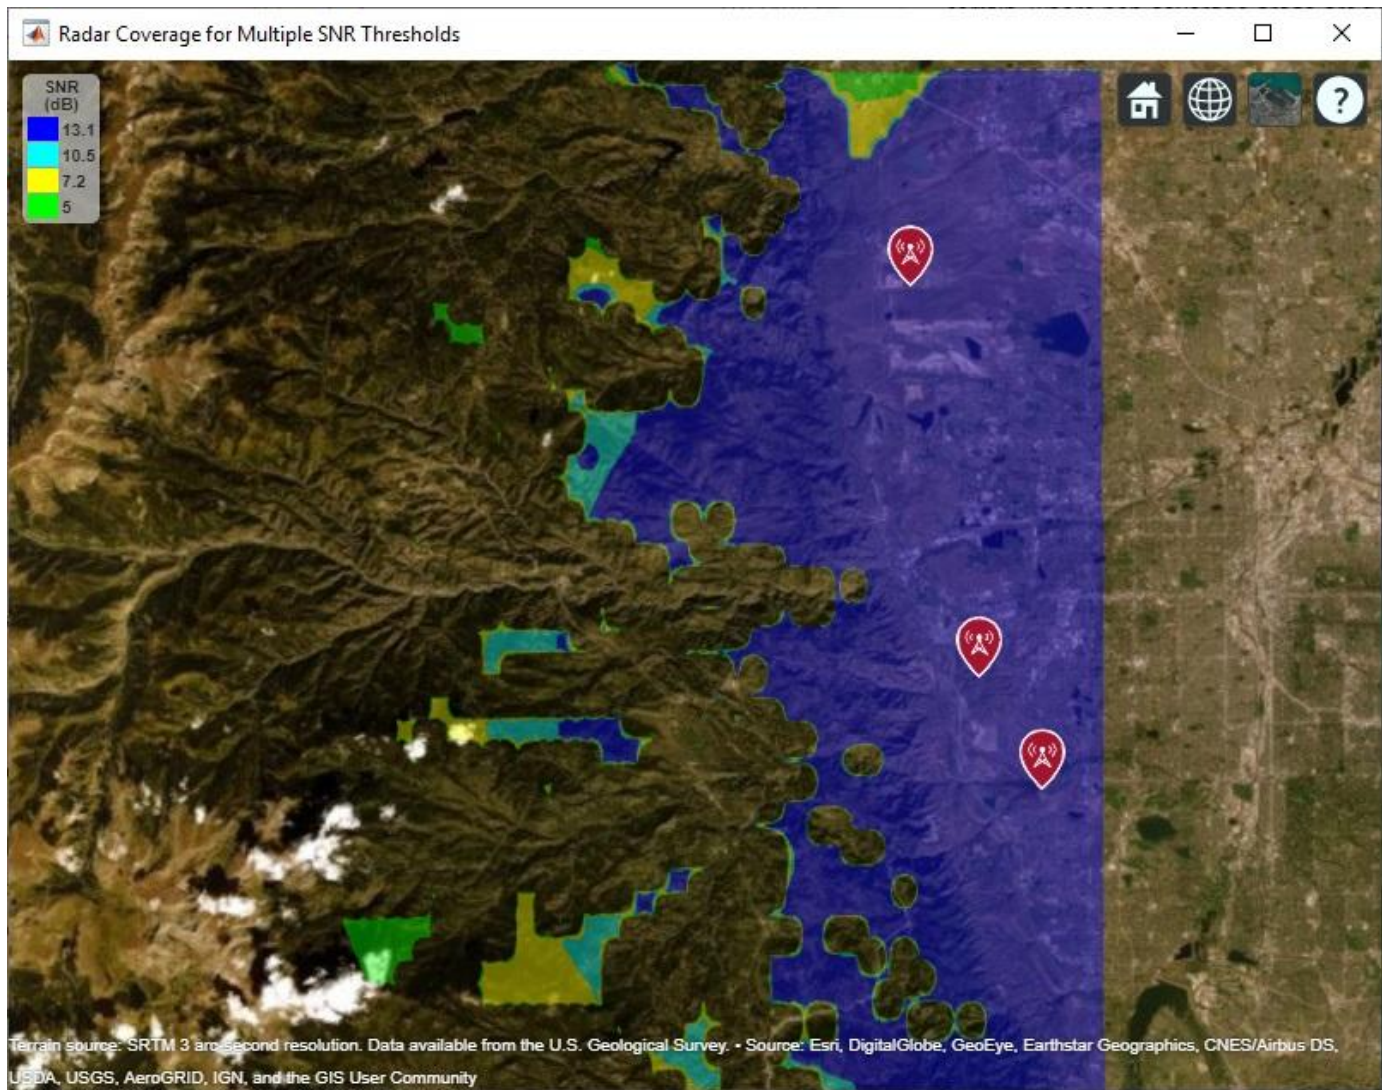 Radar Coverage for Multiple SNR Thresholds
SNR
(dB)
13.1
10.5
7.2
5
?
Terrain source: SRTM 3 arc-second resolution. Data available from the U.S. Geological Survey. • Source: Esri, DigitalGlobe, GeoEye, Earthstar Geographics, CNES/Airbus DS,
USDA, USGS, AeroGRID, IGN, and the GIS User Community